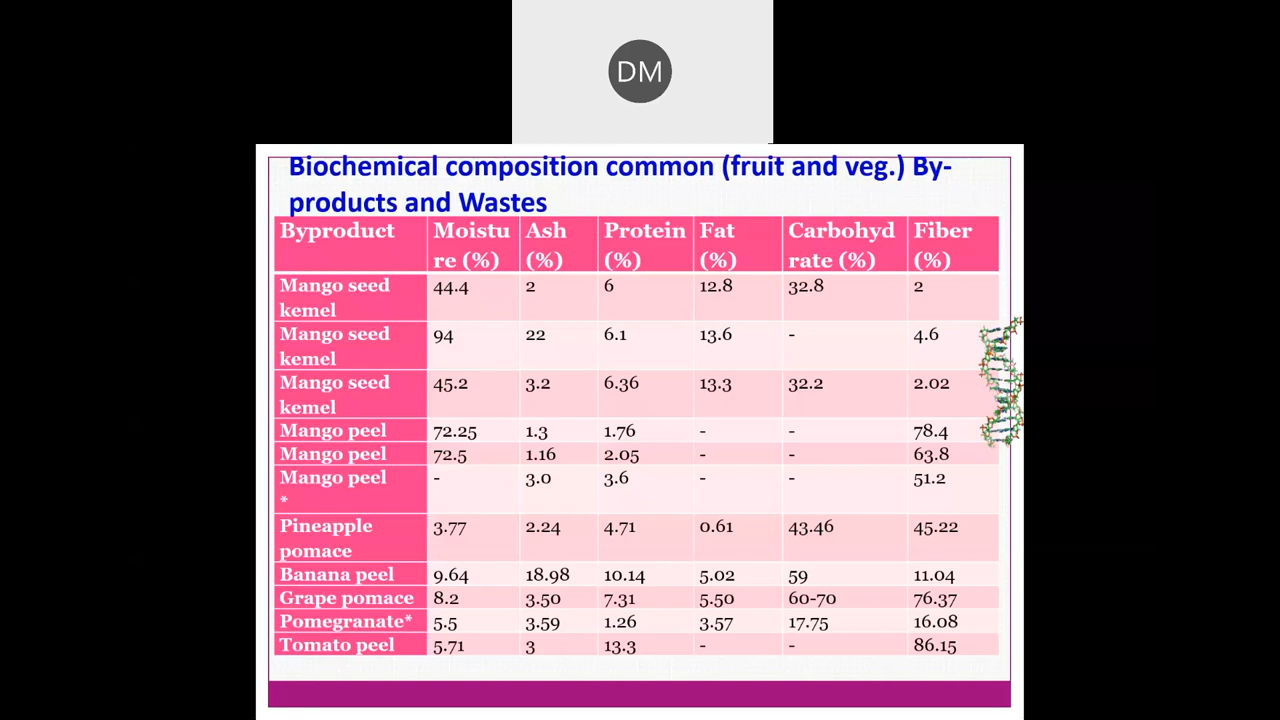 DM
Biochemical composition common (fruit and veg.) By-
products and Wastes
Byproduct Moistu Ash Protein Fat Carbohyd Fiber
re (%) (%) (%) (%) rate (%) (%)
Mango seed 44.4 2 6 12.8 32.8 2
kemel
Mango seed 94 22 6.1 13.6 - 4.6
kemel
Mango seed 45.2 3.2 6.36 13.3 32.2 2.02
kemel
Mango peel 72.25 1.3 1.76 - - 78.4
Mango peel 72.5 1.16 2.05 - - 63.8
Mango peel - 3.0 3.6 - - 51.2
*
Pineapple 3.77 2.24 4.71 0.61 43.46 45.22
pomace
Banana peel 9.64 18.98 10.14 5.02 59 11.04
Grape pomace 8.2 3.50 7.31 5.50 60-70 76.37
Pomegranate* 5.5 3.59 1.26 3.57 17.75 16.08
Tomato peel 5.71 3 13.3 - - 86.15